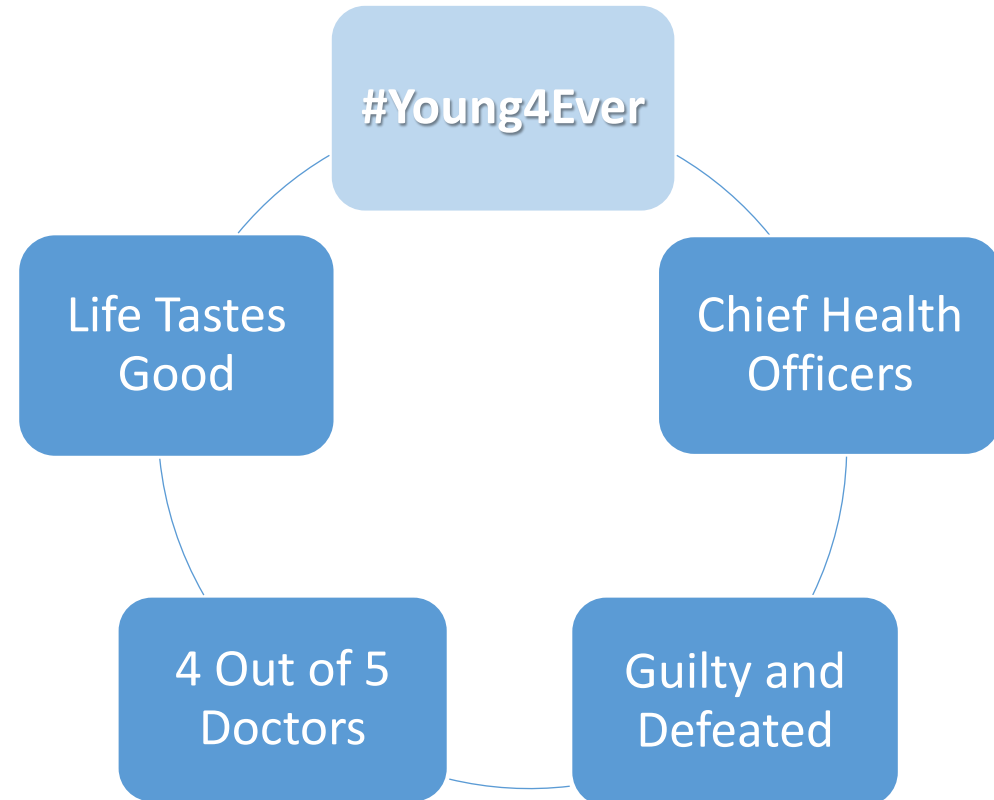 #Young4Ever
Life Tastes
Good
Chief Health
Officers
4 Out of 5
Doctors
Guilty and
Defeated